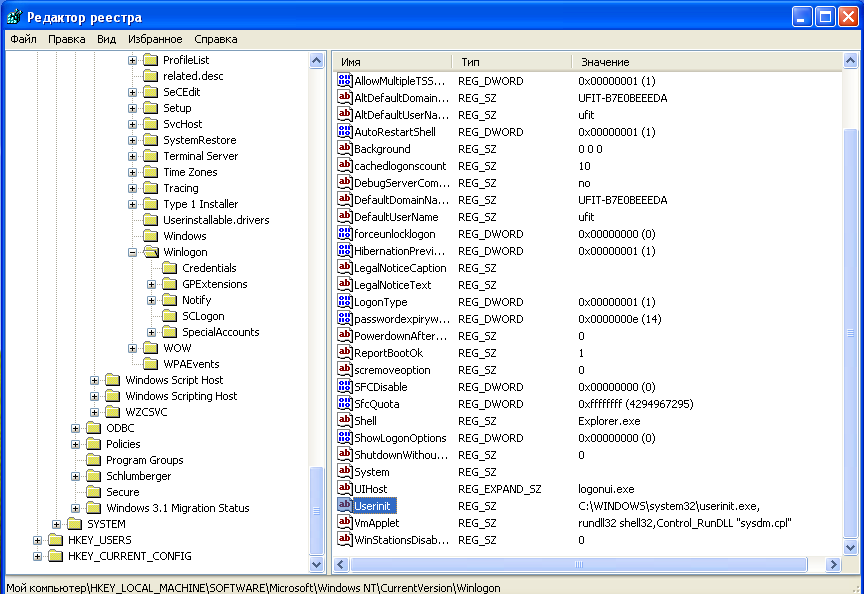 Редактор реестра
Файл Правка Вид Избранное Справка
ProfileList
related.desc
SeCEdit
Setup
SvcHost
SystemRestore
Terminal Server
Time Zones
Tracing
Type 1 Installer
Userinstallable.drivers
Windows
Winlogon
Credentials
GPExtensions
Notify
SCLogon
SpecialAccounts
WOW
WPAEvents
Windows Script Host
Windows Scripting Host
WZCSVC
ODBC
Policies
Program Groups
Schlumberger
Secure
Windows 3.1 Migration Status
SYSTEM
HKEY_USERS
HKEY_CURRENT_CONFIG
Имя Тип Значение
AllowMultipleTSS... REG_DWORD 0x00000001 (1)
AltDefaultDomain... REG_SZ UFIT-B7E0BEEEDA
AltDefaultUserNa... REG_SZ ufit
AutoRestartShell REG_DWORD 0x00000001 (1)
Background REG_SZ 0 0 0
cachedlogonscount REG_SZ 10
DebugServerCom... REG_SZ no
DefaultDomainNa... REG_SZ UFIT-B7E0BEEEDA
DefaultUserName REG_SZ ufit
forceunlocklogon REG_DWORD 0x00000000 (0)
HibernationPrevi... REG_DWORD 0x00000001 (1)
LegalNoticeCaption REG_SZ
LegalNoticeText REG_SZ
LogonType REG_DWORD 0x00000001 (1)
passwordexpiryw... REG_DWORD 0x0000000e (14)
PowerdownAfter... REG_SZ 0
ReportBootOk REG_SZ 1
scremoveoption REG_SZ 0
SFCDisable REG_DWORD 0x00000000 (0)
SfcQuota REG_DWORD 0xffffffff (4294967295)
Shell REG_SZ Explorer.exe
ShowLogonOptions REG_DWORD 0x00000000 (0)
ShutdownWithou... REG_SZ 0
System REG_SZ
UIHost REG_EXPAND_SZ logonui.exe
Userinit REG_SZ C:\WINDOWS\system32\userinit.exe,
VmApplet REG_SZ rundll32 shell32,Control_RunDLL "sysdm.cpl"
WinStationsDisab... REG_SZ 0
Мой компьютер\HKEY_LOCAL_MACHINE\SOFTWARE\Microsoft\Windows NT\CurrentVersion\Winlogon